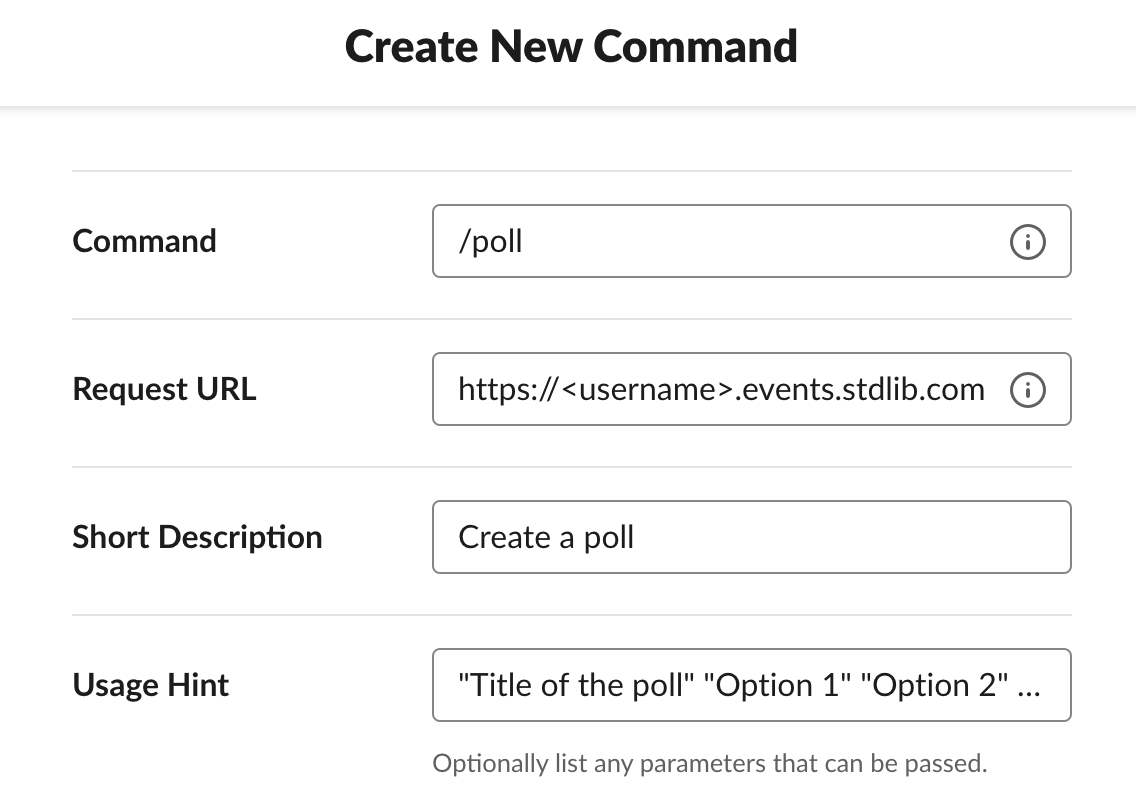 Create New Command
Command
/poll
Request URL
https://<username>.events.stdlib.com
Short Description
Create a poll
Usage Hint
"Title of the poll" "Option 1" "Option 2" ...
Optionally list any parameters that can be passed.